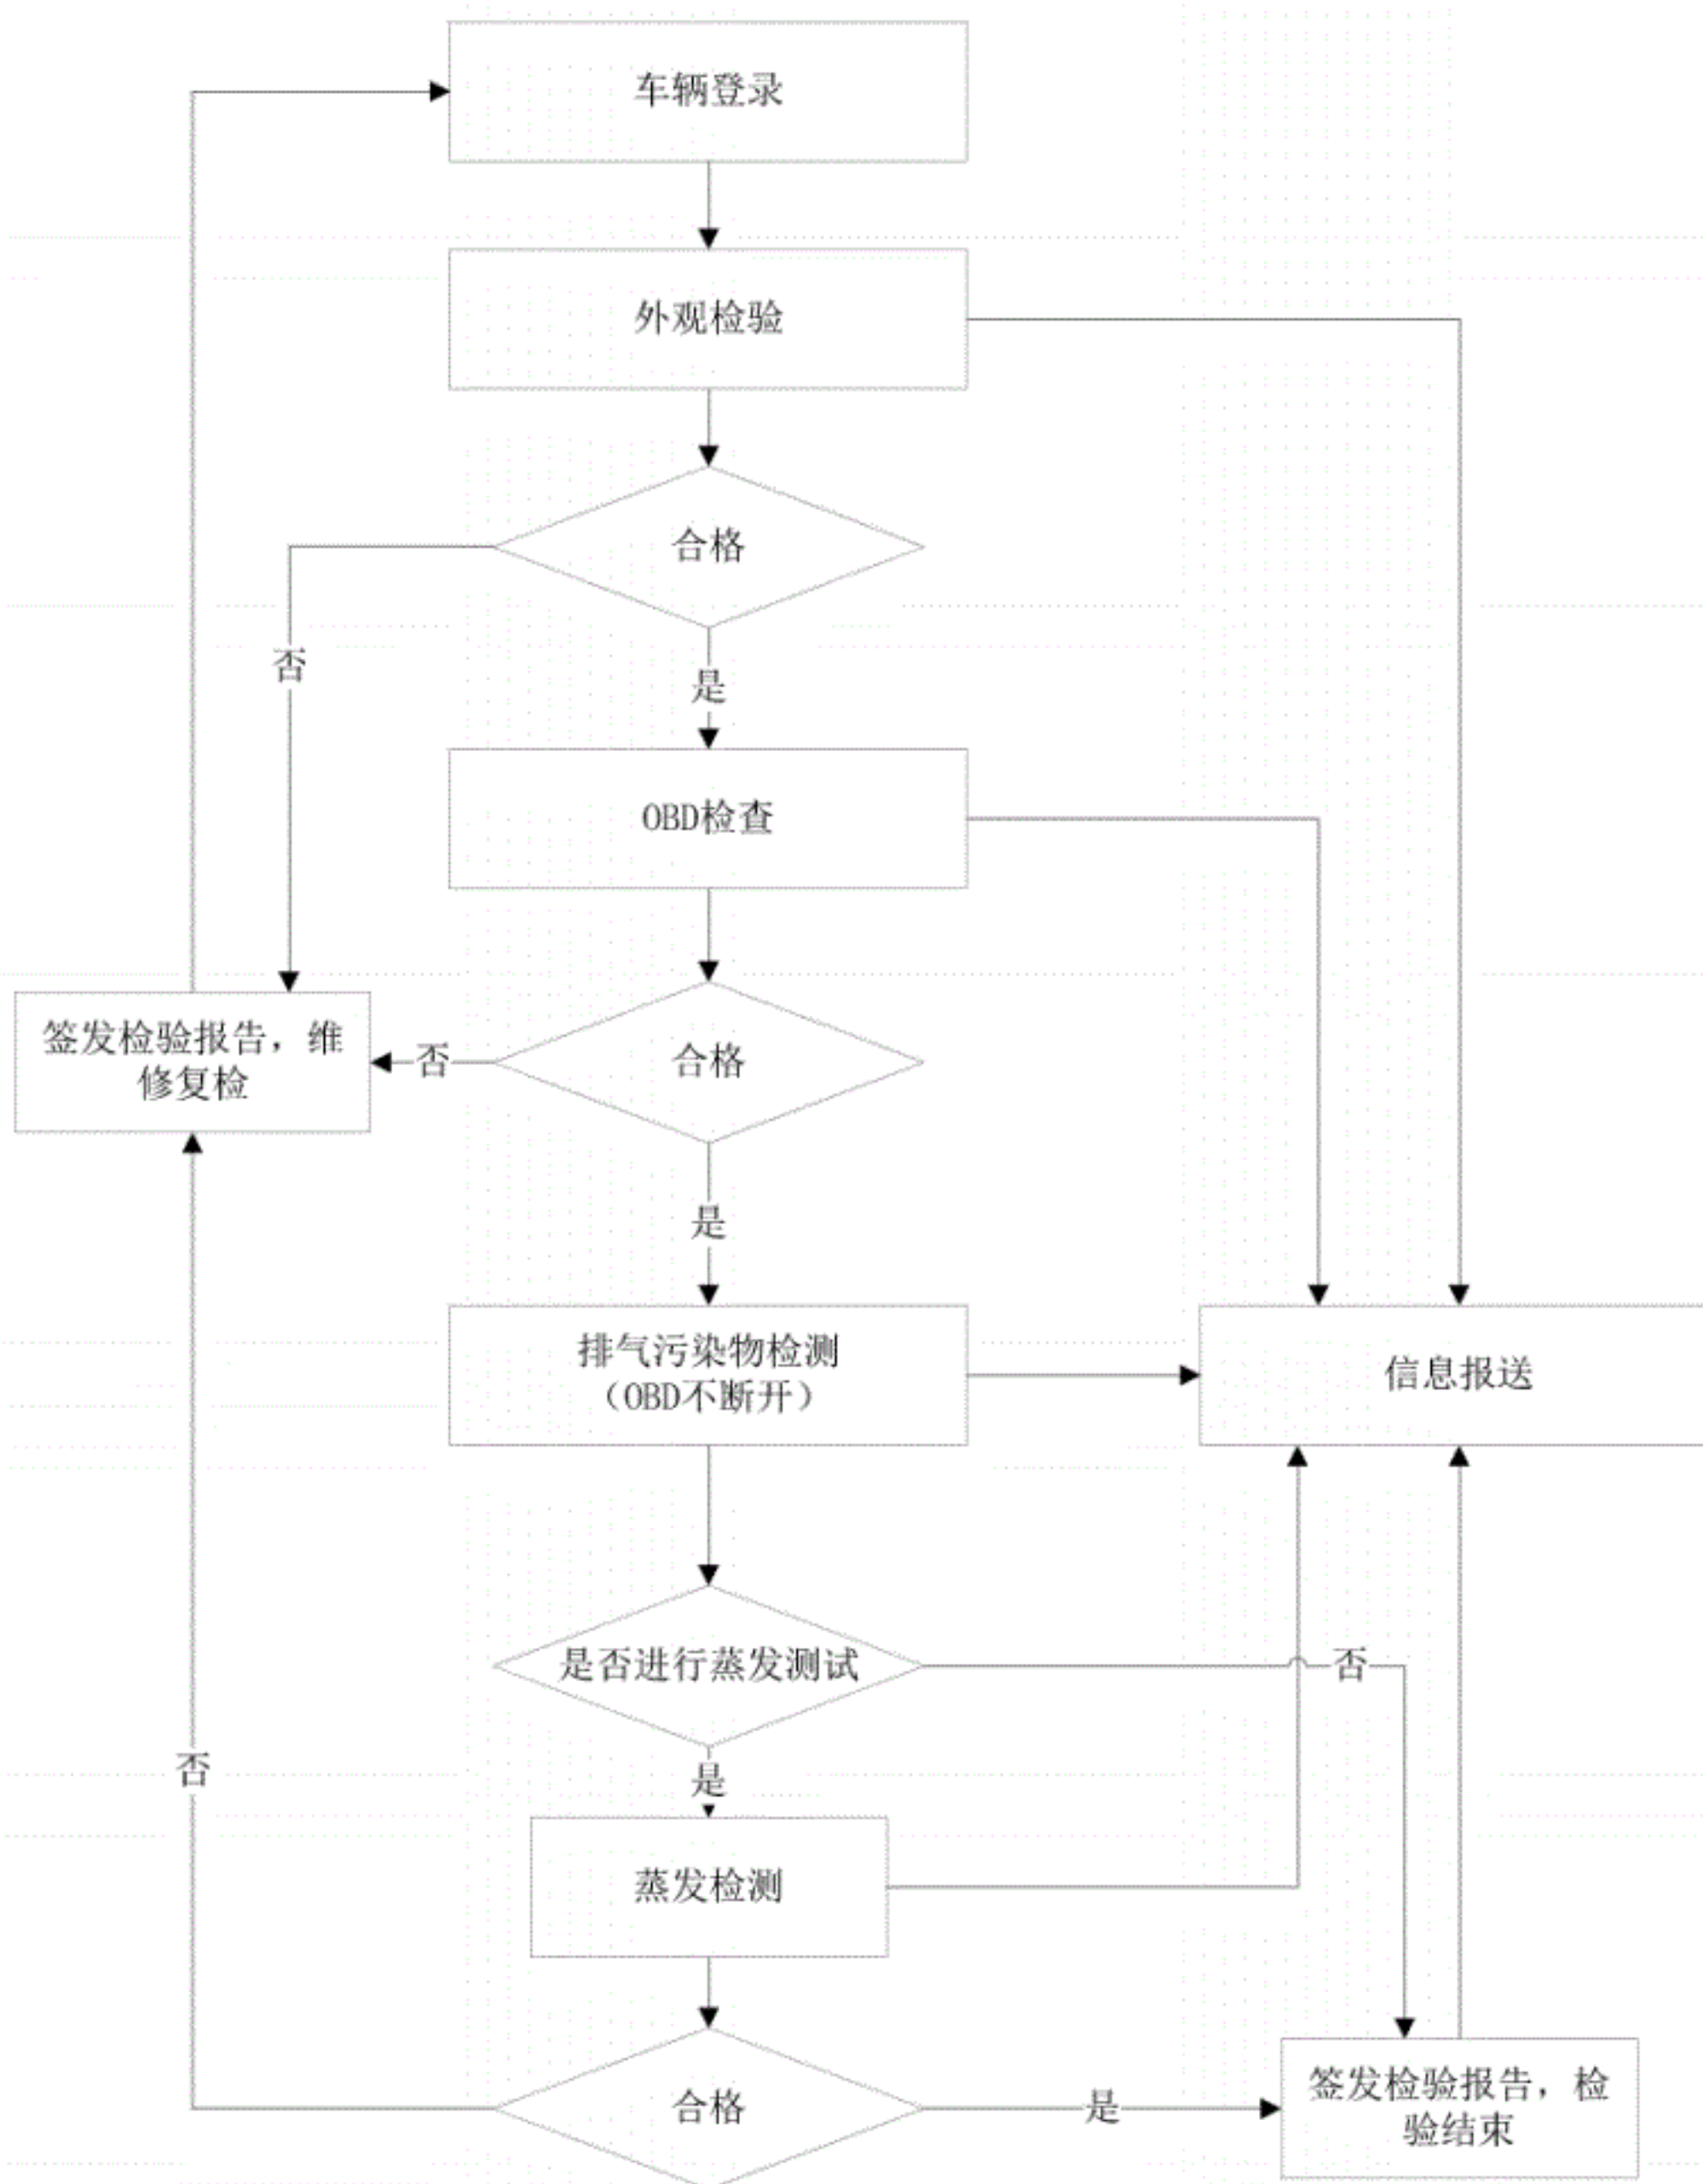 车辆登录
外观检验
合格
否
是
OBD检查
签发检验报告，维
修复检
否
合格
是
排气污染物检测
（OBD不断开）
信息报送
是否进行蒸发测试
否
否
是
蒸发检测
合格
是
签发检验报告，检
验结束